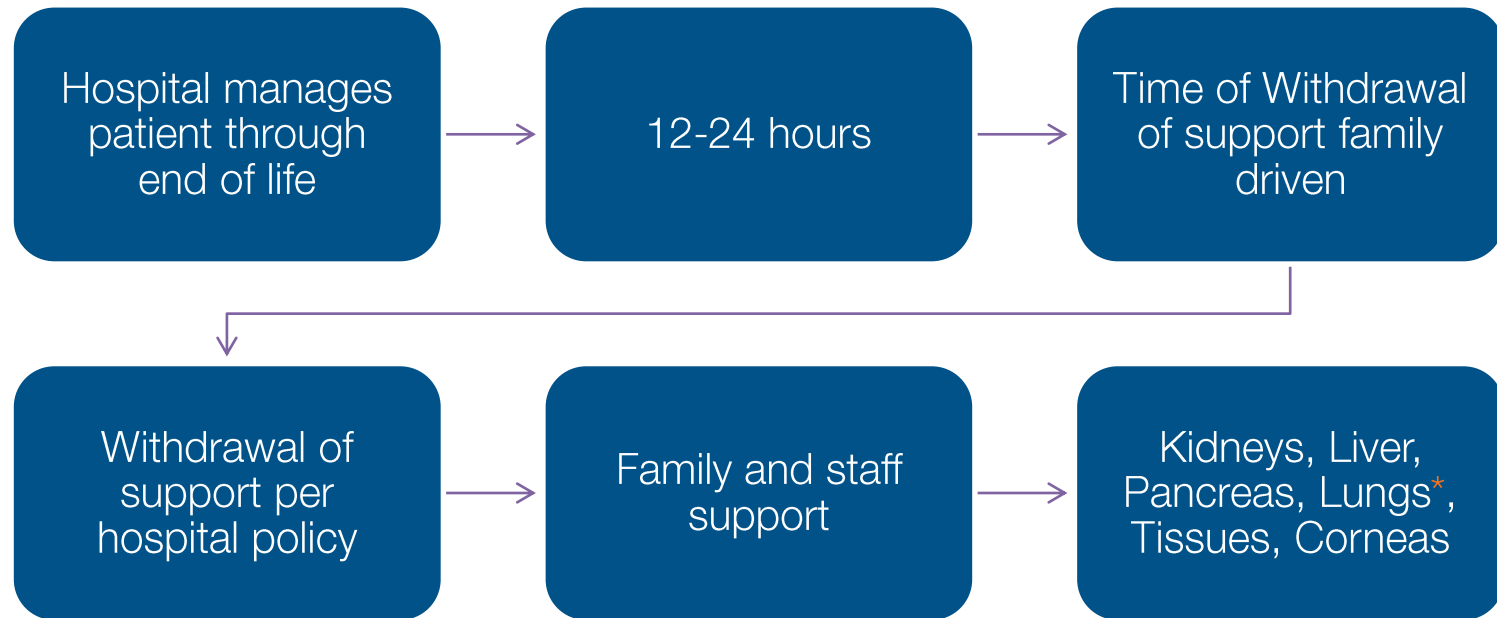 Hospital manages
patient through
end of life
12-24 hours
Time of Withdrawal
of support family
driven
Withdrawal of
support per
hospital policy
Family and staff
support
Kidneys, Liver,
Pancreas, Lungs*,
Tissues, Corneas